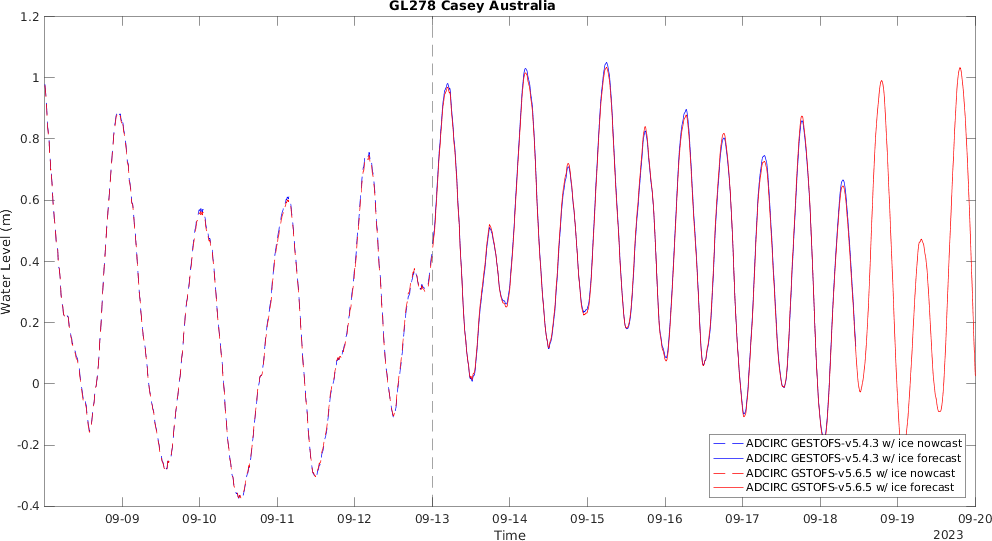 GL278 Casey Australia
1.2
1
0.8
0.6
0.4
0.2
0
-0.2
-0.4
Water Level (m)
ADCIRC GESTOFS-v5.4.3 w/ ice nowcast
ADCIRC GESTOFS-v5.4.3 w/ ice forecast
ADCIRC GSTOFS-v5.6.5 w/ ice nowcast
ADCIRC GSTOFS-v5.6.5 w/ ice forecast
09-09 09-10 09-11 09-12 09-13 09-14 09-15 09-16 09-17 09-18 09-19 09-20
Time
2023